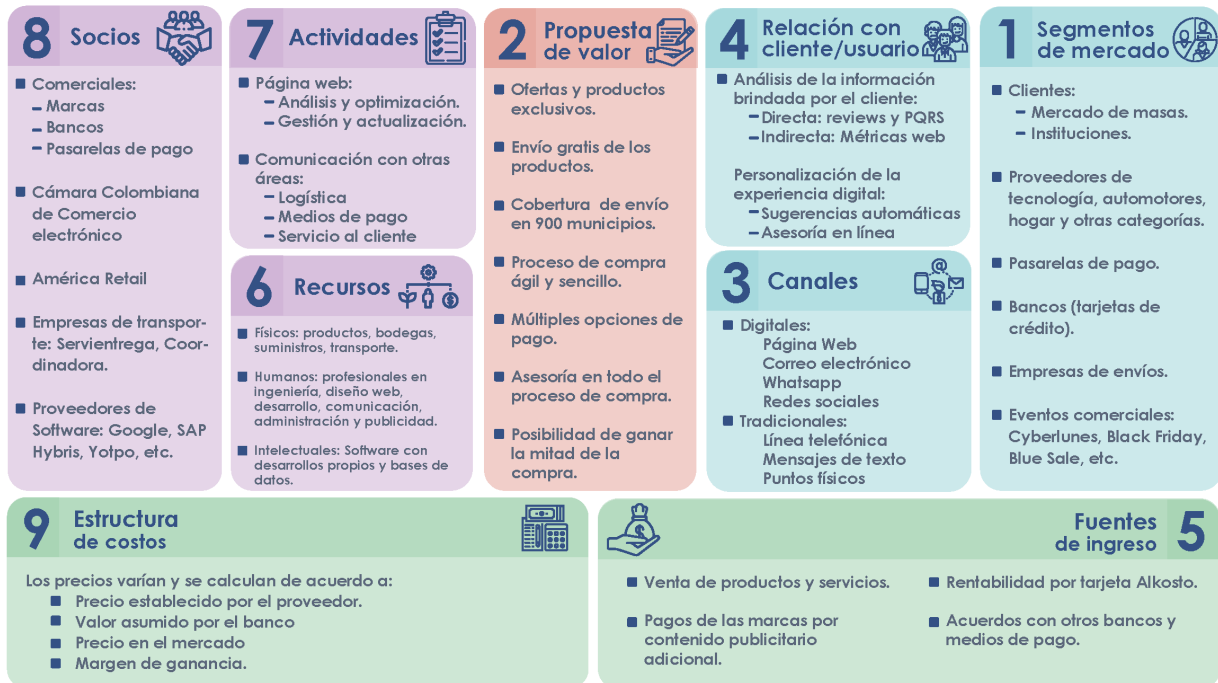 8 Socios
Comerciales:
Marcas
Bancos
Pasarelas de pago
Cámara Colombiana
de Comercio
electrónico
América Retail
Empresas de transpor-
te: Servientrega, Coor-
dinadora.
Proveedores de
Software: Google, SAP
Hybris, Yotpo, etc.
7 Actividades
Página web:
Análisis y optimización.
Gestión y actualización.
Comunicación con otras
áreas:
Logística
Medios de pago
Servicio al cliente
6 Recursos
Físicos: productos, bodegas,
suministros, transporte.
Humanos: profesionales en
ingeniería, diseño web,
desarrollo, comunicación,
administración y publicidad.
Intelectuales: Software con
desarrollos propios y bases de
datos.
2 Propuesta
de valor
Ofertas y productos
exclusivos.
Envío gratis de los
productos.
Cobertura de envío
en 900 municipios.
Proceso de compra
ágil y sencillo.
Múltiples opciones de
pago.
Asesoría en todo el
proceso de compra.
Posibilidad de ganar
la mitad de la
compra.
4 Relación con
cliente/usuario
Análisis de la información
brindada por el cliente:
Directa: reviews y PQRS
Indirecta: Métricas web
Personalización de la
experiencia digital:
Sugerencias automáticas
Asesoría en línea
3 Canales
Digitales:
Página Web
Correo electrónico
Whatsapp
Redes sociales
Tradicionales:
Línea telefónica
Mensajes de texto
Puntos físicos
1 Segmentos
de mercado
Clientes:
Mercado de masas.
Instituciones.
Proveedores de
tecnología, automotores,
hogar y otras categorías.
Pasarelas de pago.
Bancos (tarjetas de
crédito).
Empresas de envíos.
Eventos comerciales:
Cyberlunes, Black Friday,
Blue Sale, etc.
9 Estructura
de costos
Los precios varían y se calculan de acuerdo a:
Precio establecido por el proveedor.
Valor asumido por el banco
Precio en el mercado
Margen de ganancia.
Fuentes
de ingreso 5
Venta de productos y servicios.
Pagos de las marcas por
contenido publicitario
adicional.
Rentabilidad por tarjeta Alkosto.
Acuerdos con otros bancos y
medios de pago.